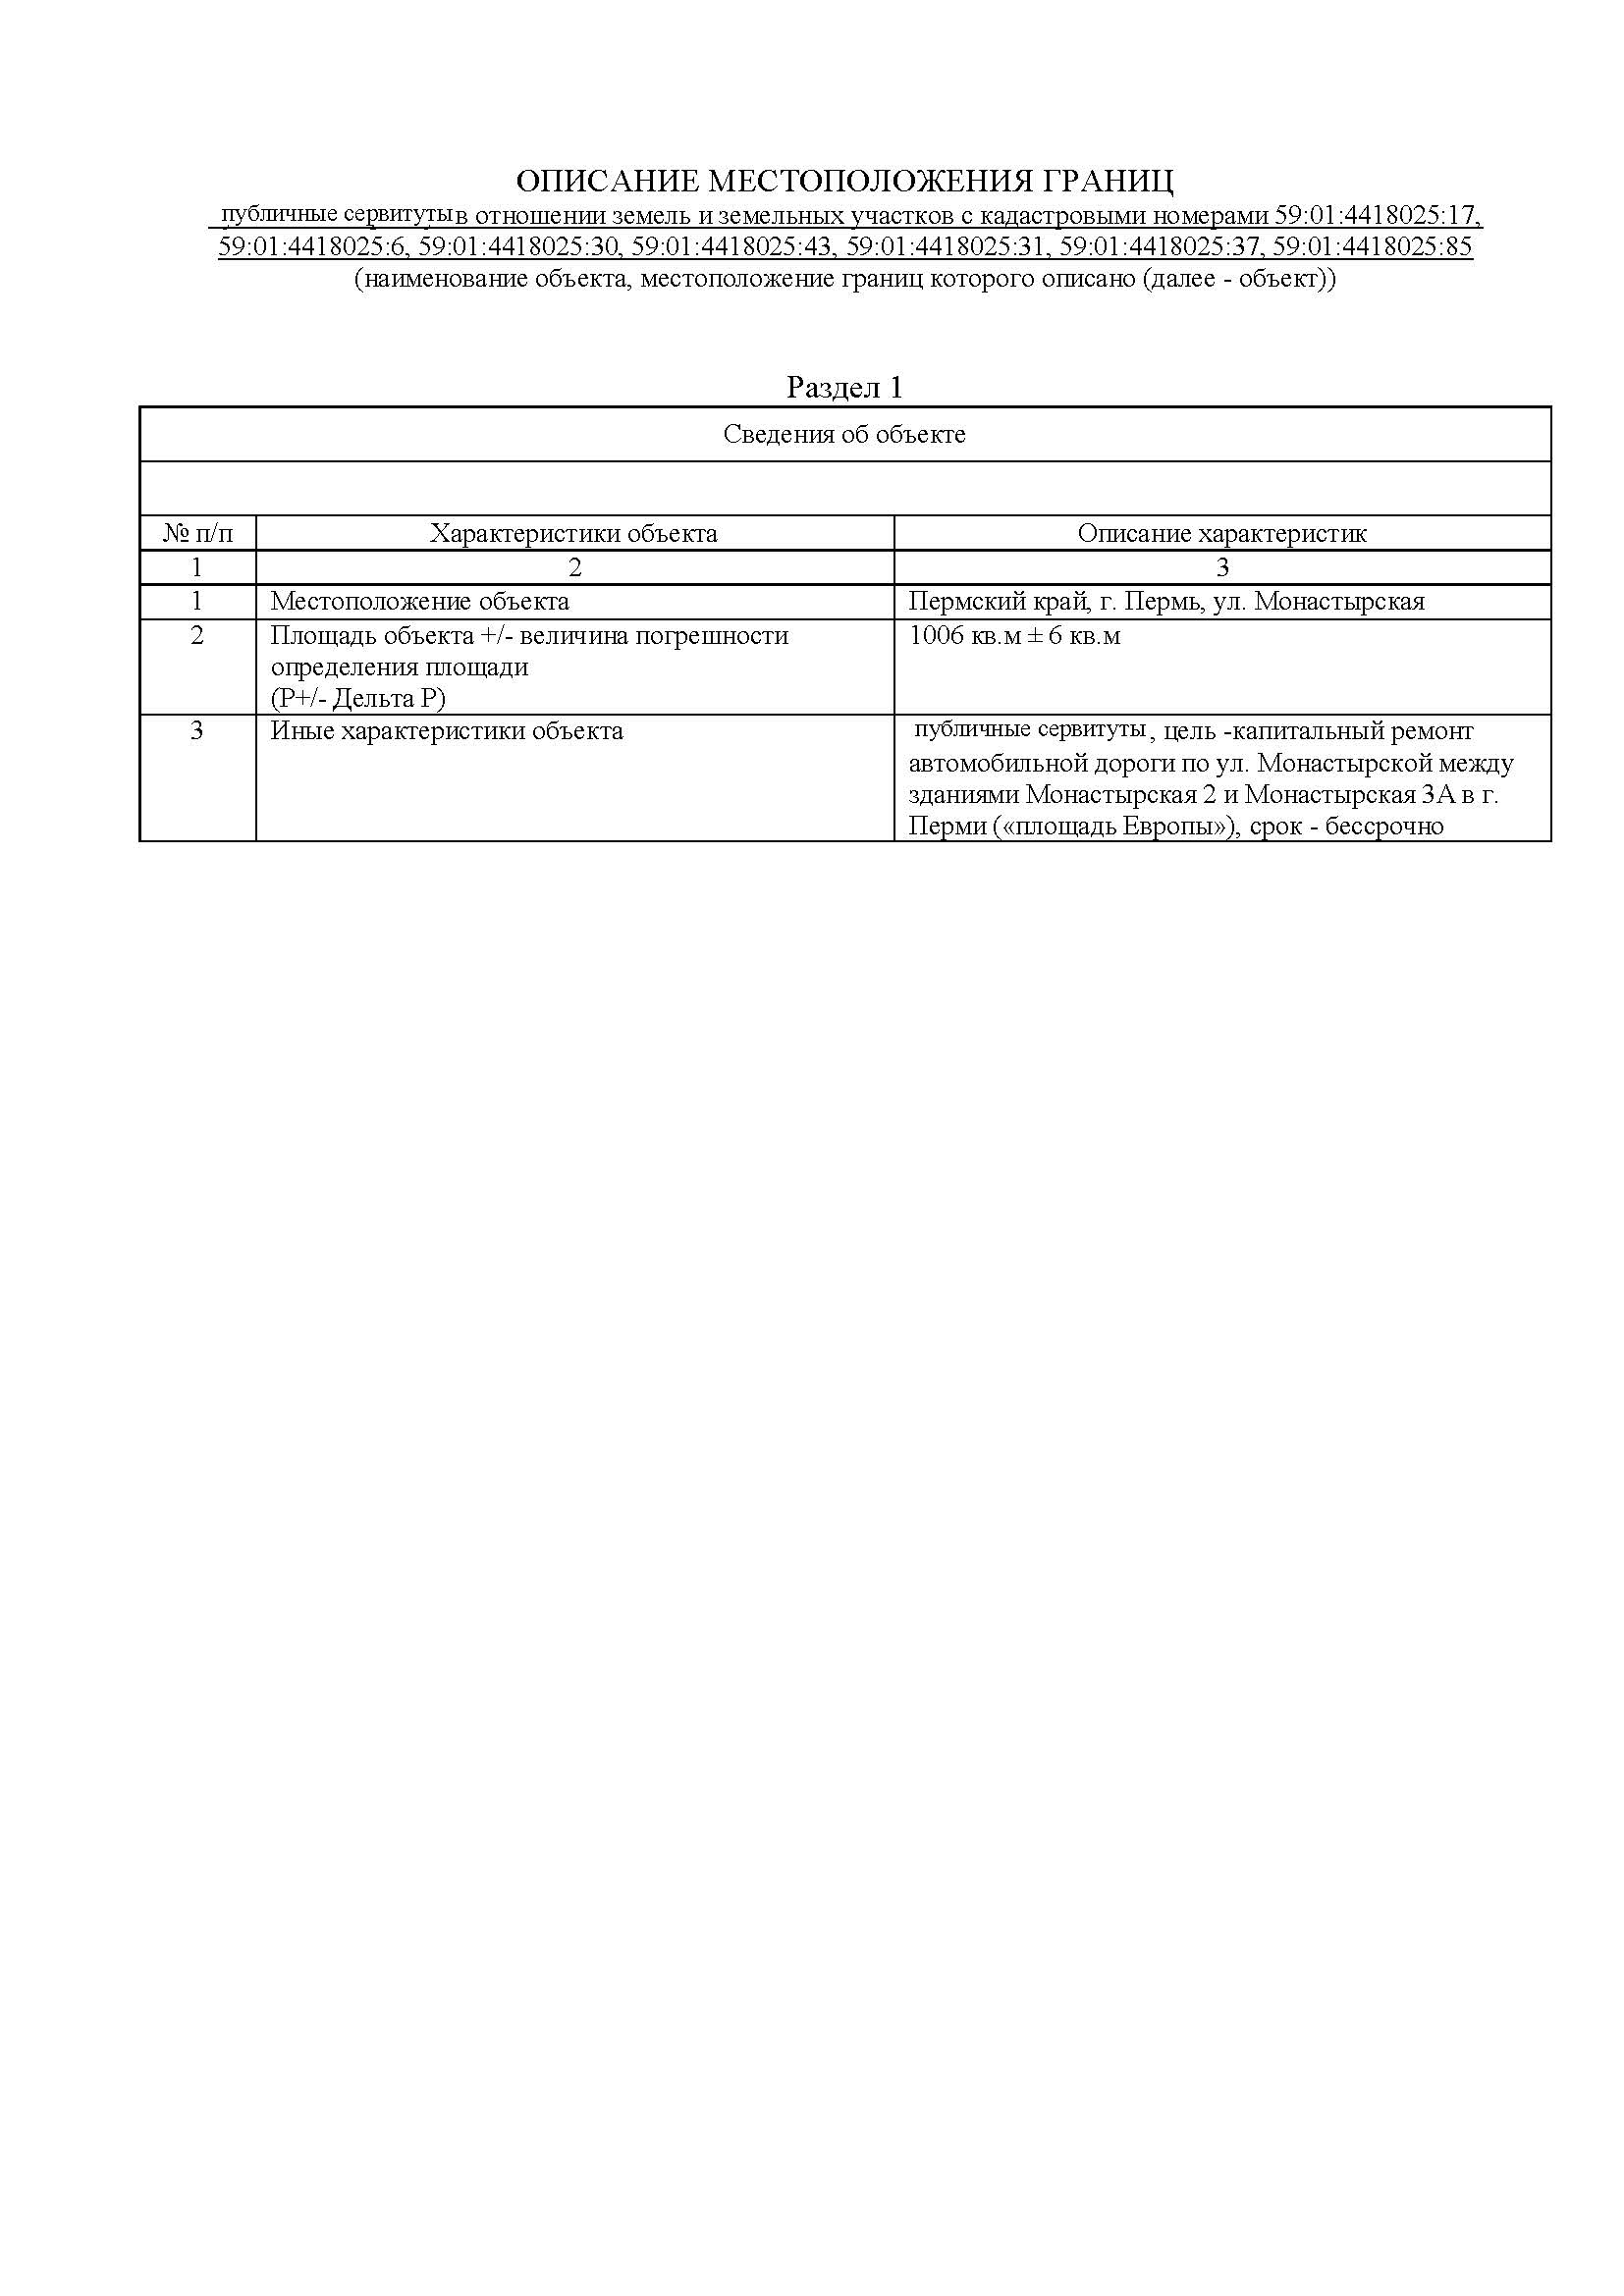 ОПИСАНИЕ МЕСТОПОЛОЖЕНИЯ ГРАНИЦ
публичные сервитуты в отношении земель и земельных участков с кадастровыми номерами 59:01:4418025:17,
59:01:4418025:6, 59:01:4418025:30, 59:01:4418025:43, 59:01:4418025:31, 59:01:4418025:37, 59:01:4418025:85
(наименование объекта, местоположение границ которого описано (далее - объект))
Раздел 1
Сведения об объекте
№ п/п Характеристики объекта Описание характеристик
1 2 3
1 Местоположение объекта Пермский край, г. Пермь, ул. Монастырская
2 Площадь объекта +/- величина погрешности 1006 кв.м ± 6 кв.м
определения площади
(P+/- Дельта P)
3 Иные характеристики объекта публичные сервитуты, цель -капитальный ремонт
автомобильной дороги по ул. Монастырской между
зданиями Монастырская 2 и Монастырская 3А в г.
Перми («площадь Европы»), срок - бессрочно